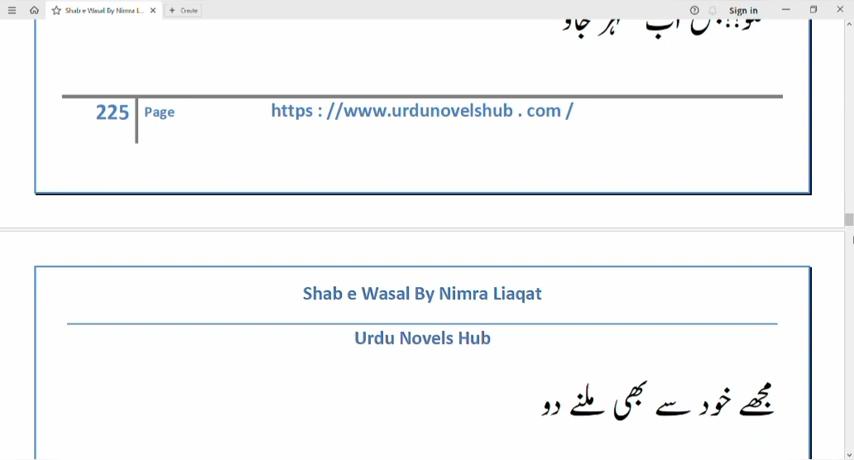 Shab e Wasal By Nimra L...
Create
Sign in
225 Page https : //www.urdunovelshub . com /
Shab e Wasal By Nimra Liaqat
Urdu Novels Hub
مجھے خود سے بھی ملنے دو